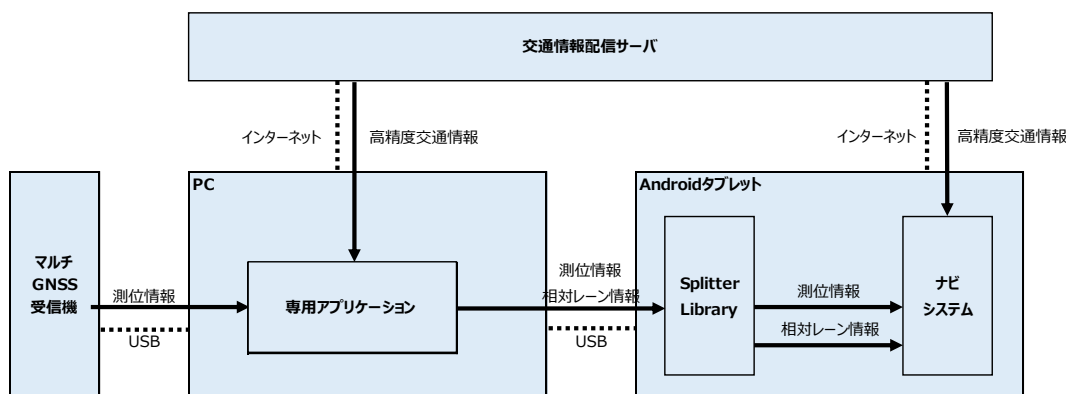 交通情報配信サーバ
インターネット
高精度交通情報
インターネット
高精度交通情報
PC
Androidタブレット
マルチ
GNSS
受信機
測位情報
USB
専用アプリケーション
測位情報
相対レーン情報
USB
Splitter
Library
測位情報
相対レーン情報
ナビ
システム